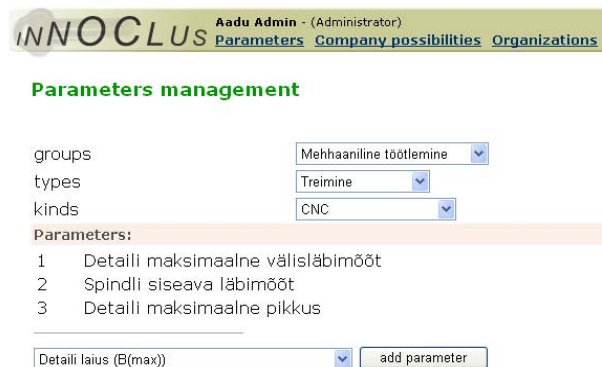 INNOCLUS
Aadu Admin - (Administrator)
Parameters Company possibilities Organizations
Parameters management
groups Mehhaaniline töötlemine
types Treimine
kinds CNC
Parameters:
1 Detaili maksimaalne välisläbimõõt
2 Spindli siseava läbimõõt
3 Detaili maksimaalne pikkus
Detaili laius (B(max)) add parameter